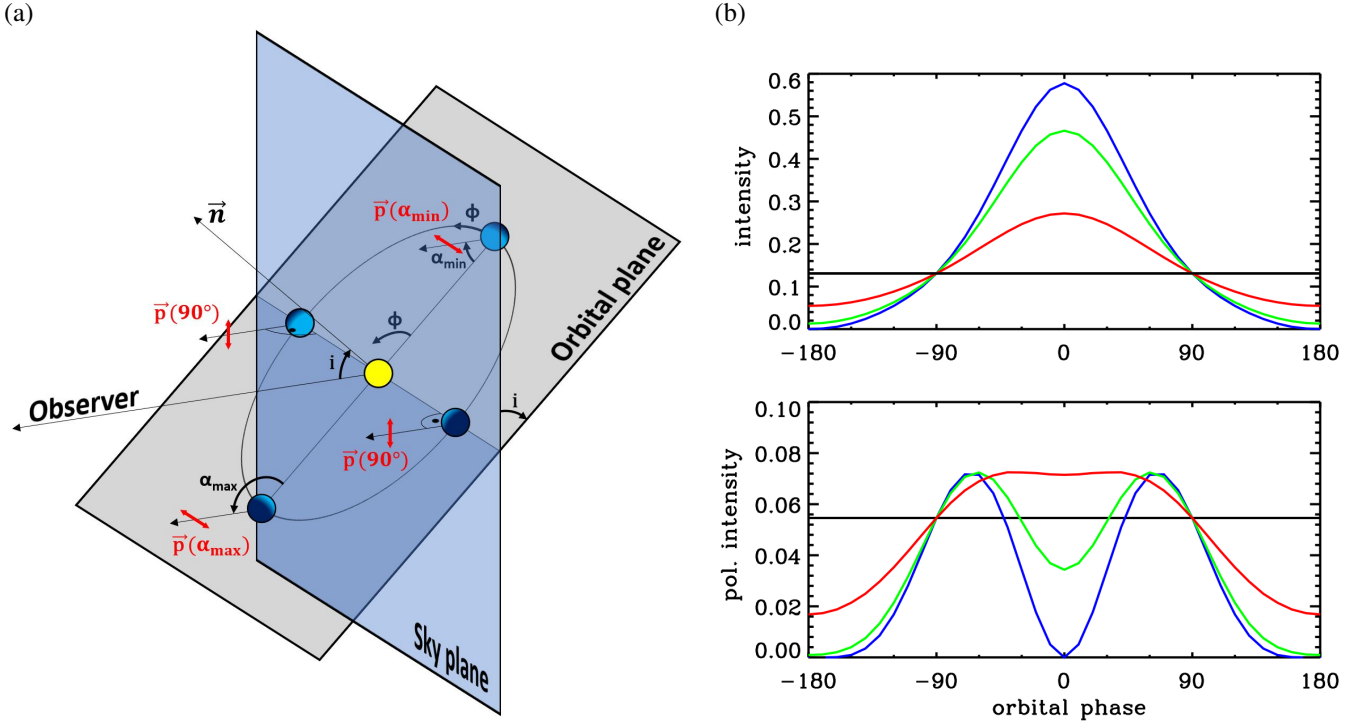 (a)
(b)
n⃗
p⃗(α_min)
ϕ
α_min
p⃗(90°)
ϕ
i
Observer
Orbital plane
i
p⃗(90°)
α_max
p⃗(α_max)
Sky plane
0.6
0.5
0.4
0.3
0.2
0.1
0.0
intensity
-180 -90 0 90 180
0.10
0.08
0.06
0.04
0.02
0.00
pol. intensity
-180 -90 0 90 180
orbital phase